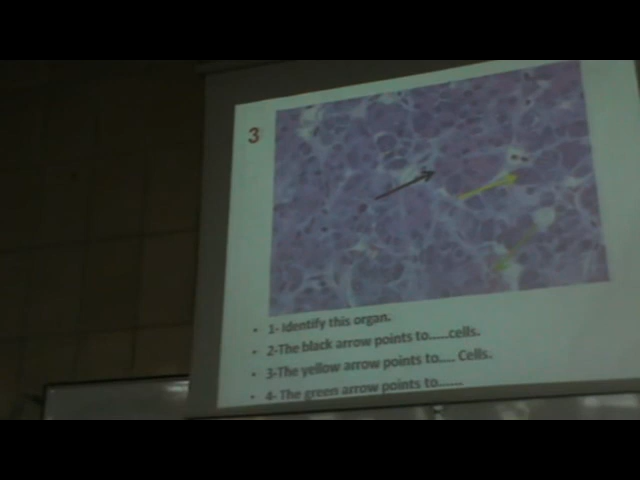 3
• 1- Identify this organ.
• 2-The black arrow points to......cells.
• 3-The yellow arrow points to.... Cells.
• 4- The green arrow points to.......